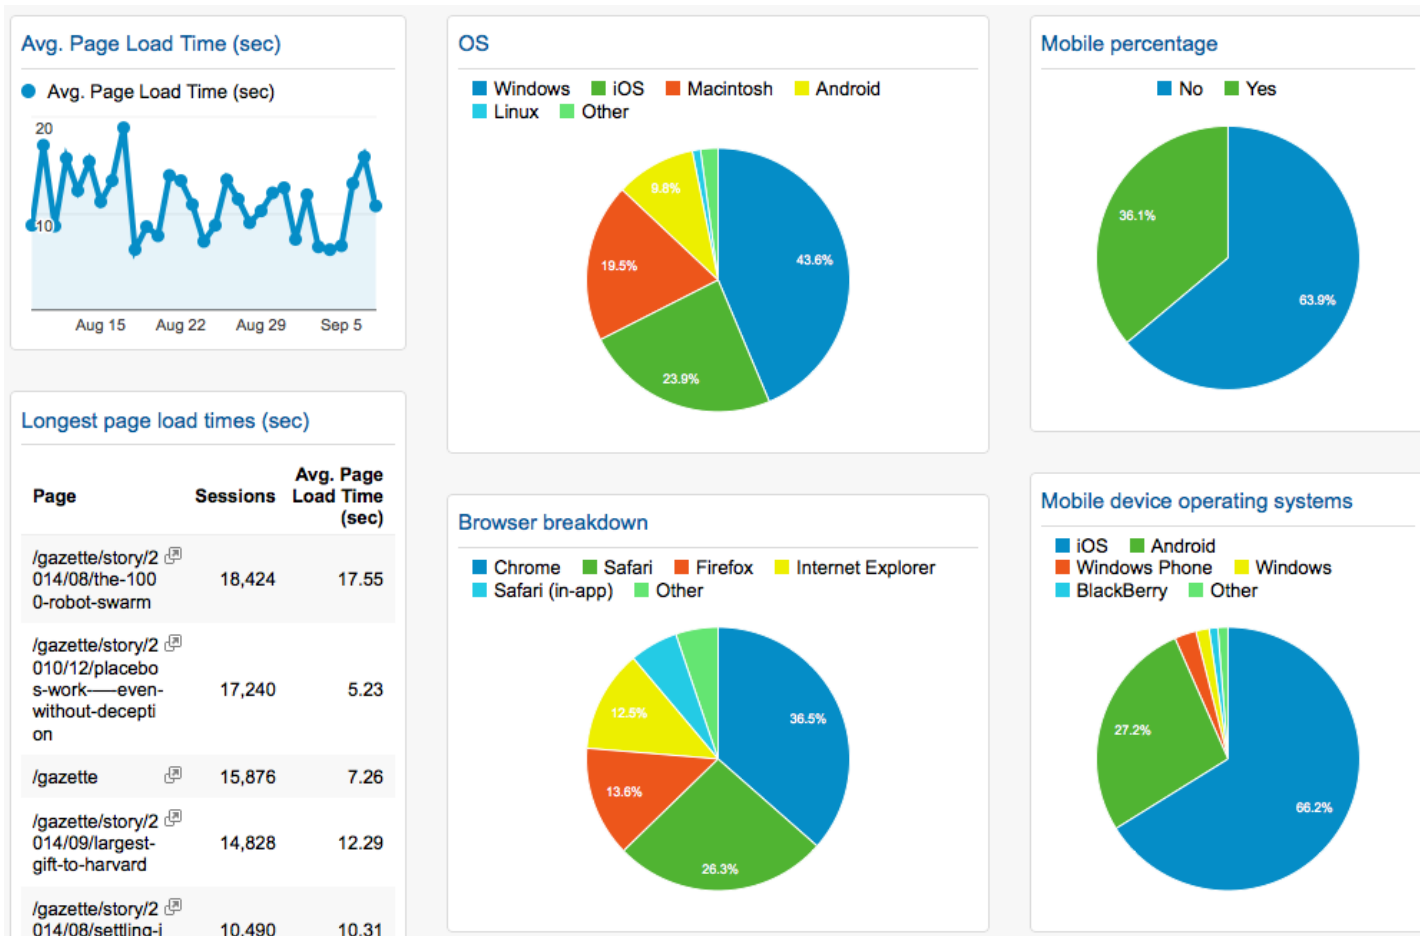 Avg. Page Load Time (sec)
Avg. Page Load Time (sec)
20
10
Aug 15 Aug 22 Aug 29 Sep 5
Longest page load times (sec)
Page Sessions Avg. Page Load Time (sec)
/gazette/story/2
014/08/the-100 18,424 17.55
0-robot-swarm
/gazette/story/2
010/12/placebo
s-work-—–even- 17,240 5.23
without-decepti
on
/gazette 15,876 7.26
/gazette/story/2
014/09/largest- 14,828 12.29
gift-to-harvard
/gazette/story/2
014/08/settling-i 10,490 10.31
OS
Windows iOS Macintosh Android
Linux Other
9.8%
43.6%
19.5%
23.9%
Browser breakdown
Chrome Safari Firefox Internet Explorer
Safari (in-app) Other
12.5%
36.5%
13.6%
26.3%
Mobile percentage
No Yes
36.1%
63.9%
Mobile device operating systems
iOS Android
Windows Phone Windows
BlackBerry Other
27.2%
66.2%